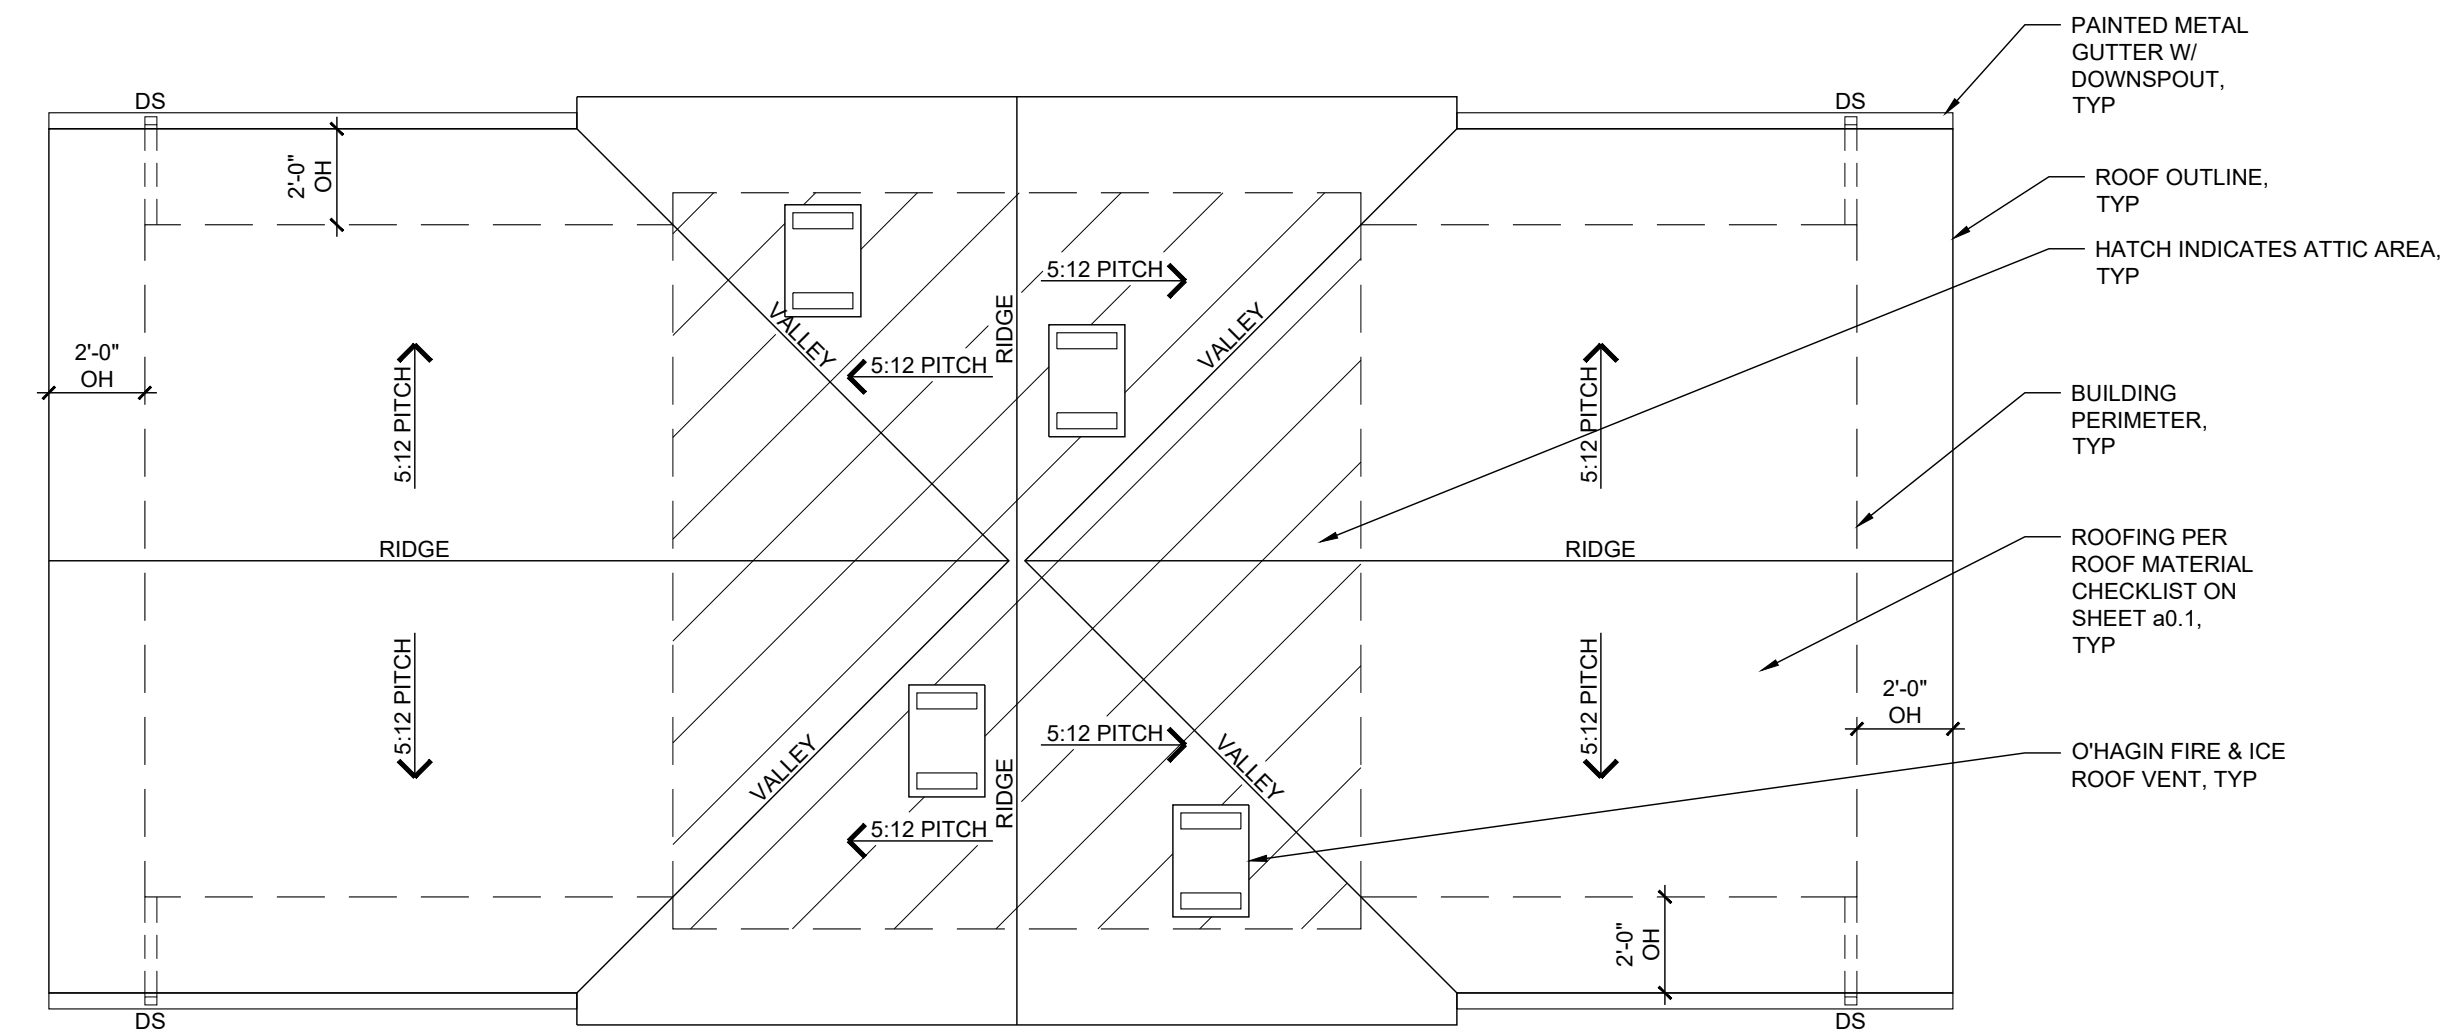 PAINTED METAL
GUTTER W/
DOWNSPOUT,
TYP
DS
DS
2'-0"
OH
ROOF OUTLINE,
TYP
HATCH INDICATES ATTIC AREA,
TYP
5:12 PITCH
VALLEY
RIDGE
VALLEY
2'-0"
OH
5:12 PITCH
5:12 PITCH
5:12 PITCH
BUILDING
PERIMETER,
TYP
RIDGE
RIDGE
ROOFING PER
ROOF MATERIAL
CHECKLIST ON
SHEET a0.1,
TYP
5:12 PITCH
5:12 PITCH
2'-0"
OH
5:12 PITCH
VALLEY
RIDGE
VALLEY
O'HAGIN FIRE & ICE
ROOF VENT, TYP
5:12 PITCH
2'-0"
OH
DS
DS